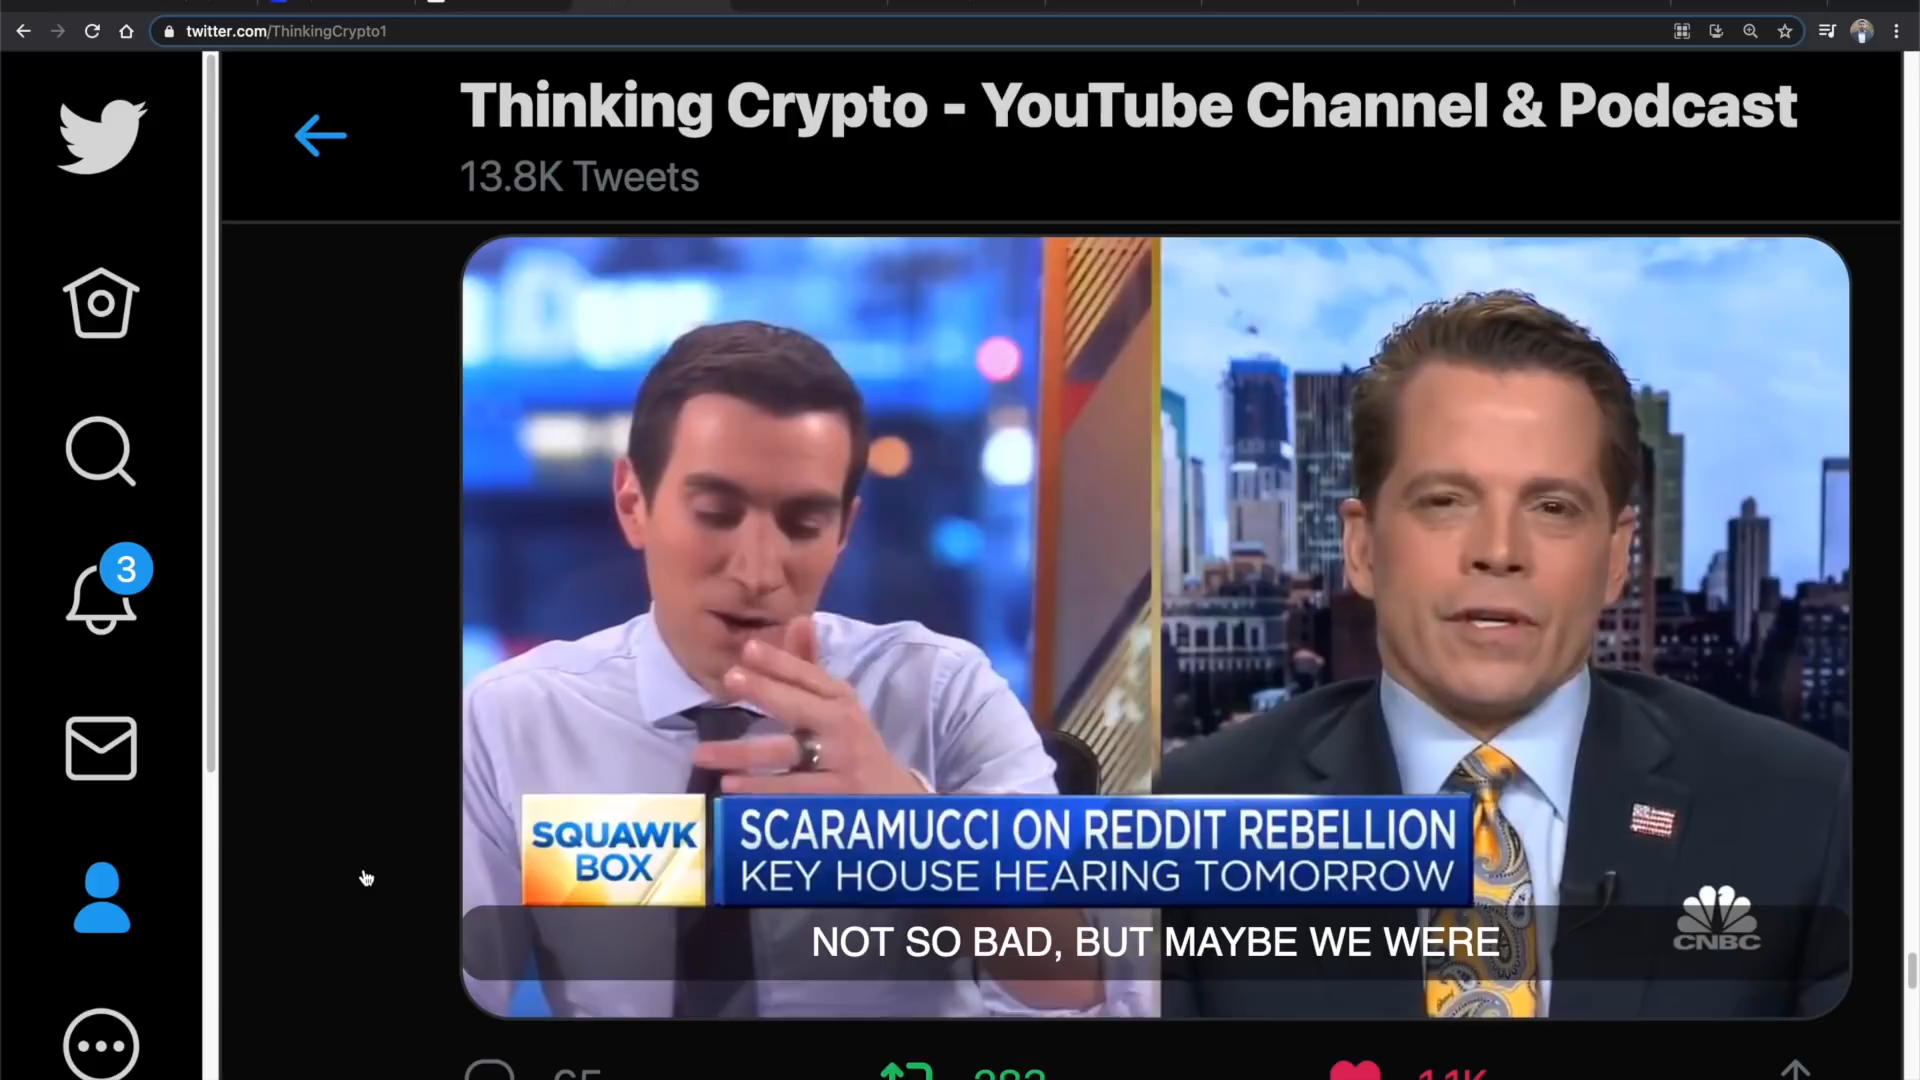 twitter.com/ThinkingCrypto1
Thinking Crypto - YouTube Channel & Podcast
13.8K Tweets
3
SQUAWK
BOX
SCARAMUCCI ON REDDIT REBELLION
KEY HOUSE HEARING TOMORROW
NOT SO BAD, BUT MAYBE WE WERE
CNBC